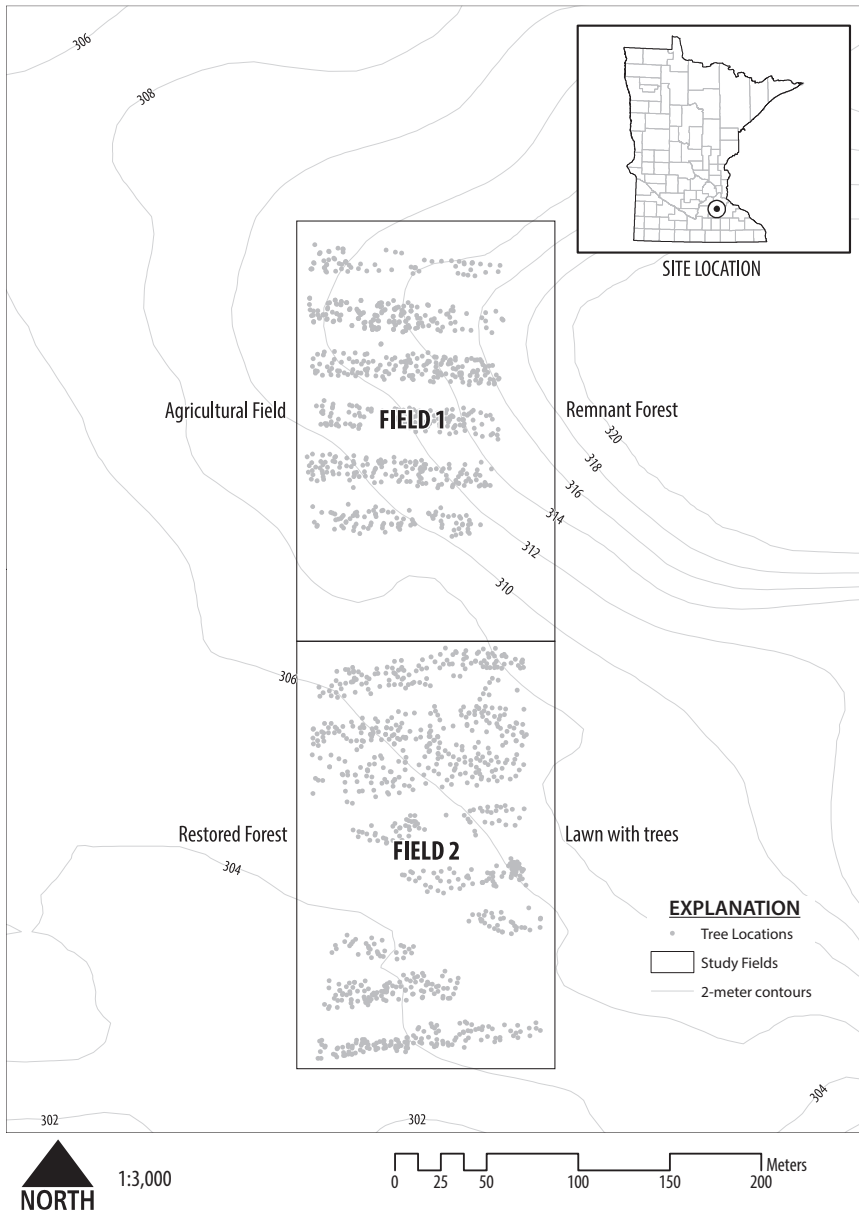 306
308
SITE LOCATION
Agricultural Field
FIELD 1
Remnant Forest
320
318
316
314
312
310
306
Restored Forest
FIELD 2
Lawn with trees
304
EXPLANATION
Tree Locations
Study Fields
2-meter contours
304
302
302
NORTH
1:3,000
Meters
0 25 50 100 150 200